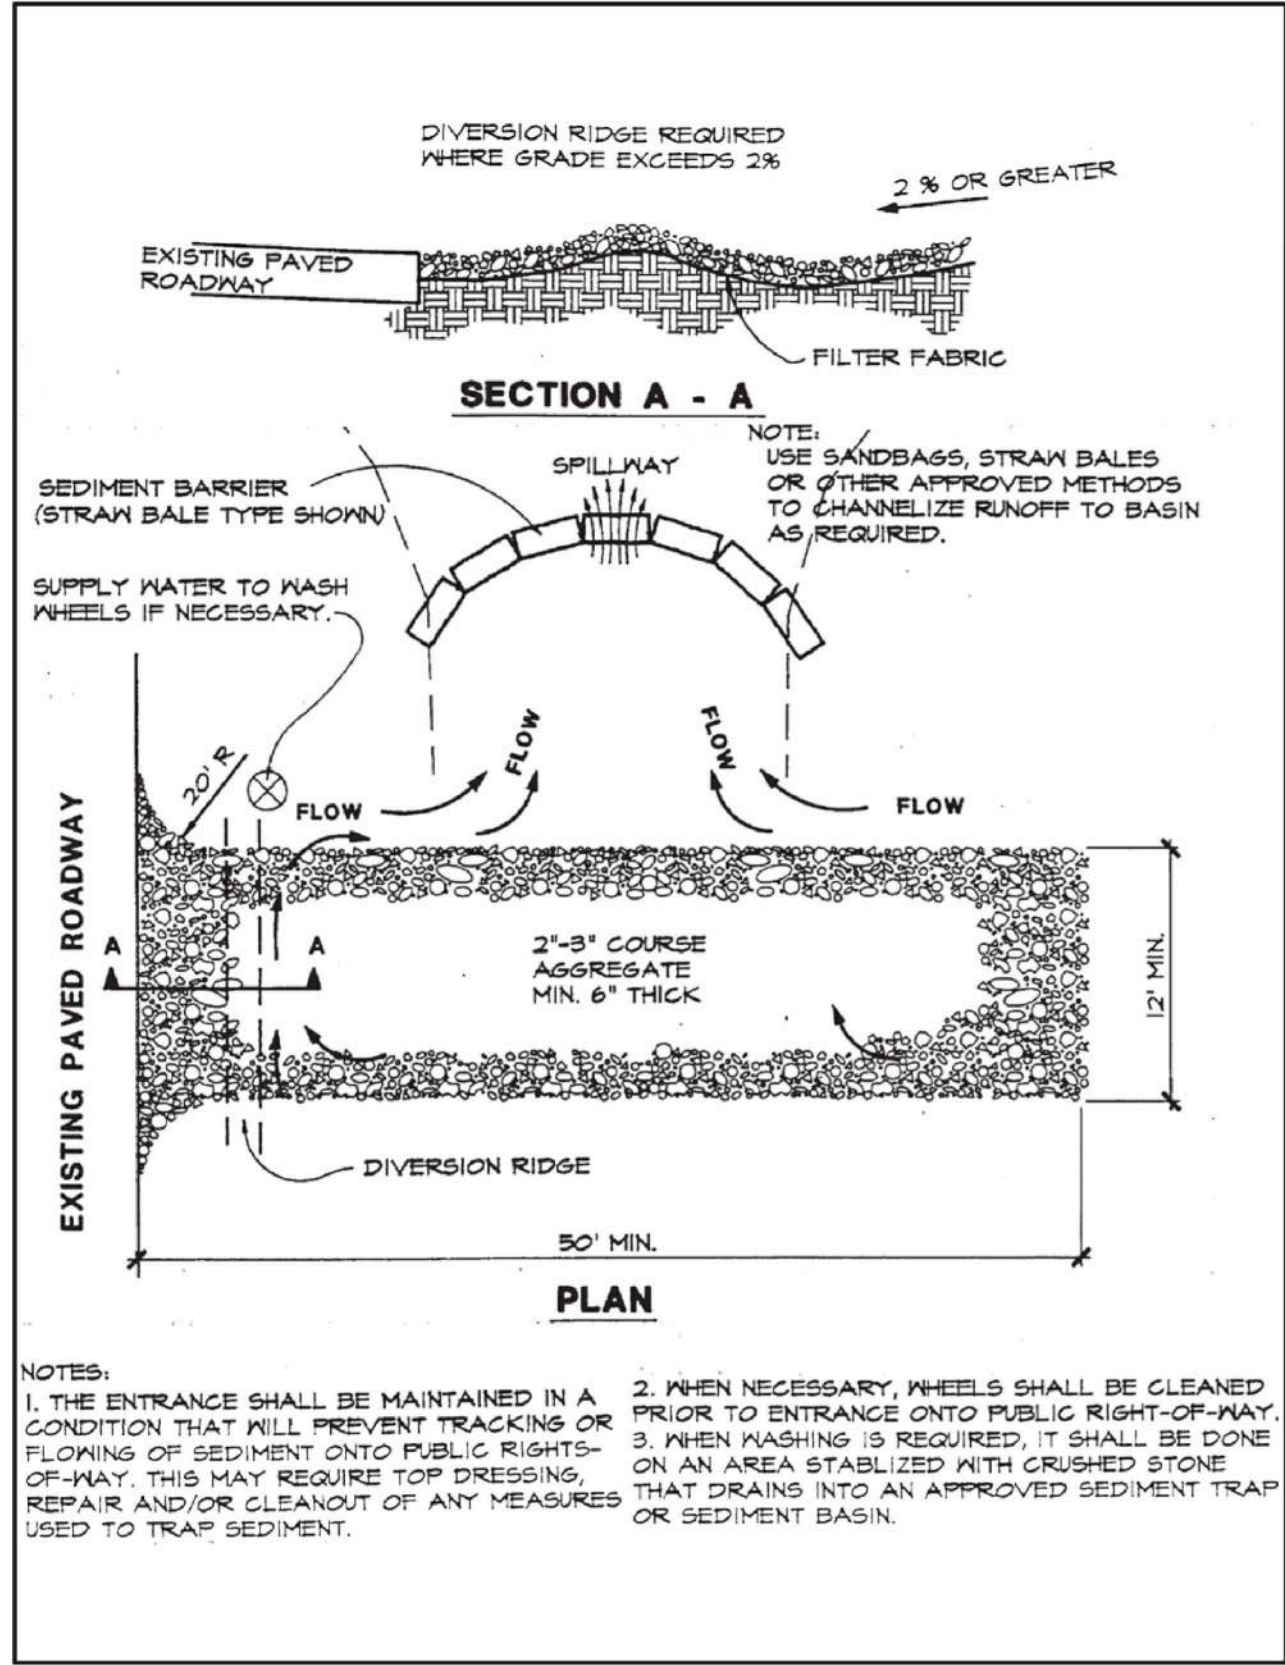 DIVERSION RIDGE REQUIRED
WHERE GRADE EXCEEDS 2%
2 % OR GREATER
EXISTING PAVED
ROADWAY
FILTER FABRIC
SECTION A - A
NOTE:
USE SANDBAGS, STRAW BALES
OR OTHER APPROVED METHODS
TO CHANNELIZE RUNOFF TO BASIN
AS REQUIRED.
SPILLWAY
SEDIMENT BARRIER
(STRAW BALE TYPE SHOWN)
SUPPLY WATER TO WASH
WHEELS IF NECESSARY.
20' R
FLOW
FLOW
FLOW
FLOW
EXISTING PAVED ROADWAY
A
A
2"-3" COURSE
AGGREGATE
MIN. 6" THICK
12' MIN.
DIVERSION RIDGE
50' MIN.
PLAN
NOTES:
1. THE ENTRANCE SHALL BE MAINTAINED IN A
CONDITION THAT WILL PREVENT TRACKING OR
FLOWING OF SEDIMENT ONTO PUBLIC RIGHTS-
OF-WAY. THIS MAY REQUIRE TOP DRESSING,
REPAIR AND/OR CLEANOUT OF ANY MEASURES
USED TO TRAP SEDIMENT.
2. WHEN NECESSARY, WHEELS SHALL BE CLEANED
PRIOR TO ENTRANCE ONTO PUBLIC RIGHT-OF-WAY.
3. WHEN WASHING IS REQUIRED, IT SHALL BE DONE
ON AN AREA STABLIZED WITH CRUSHED STONE
THAT DRAINS INTO AN APPROVED SEDIMENT TRAP
OR SEDIMENT BASIN.